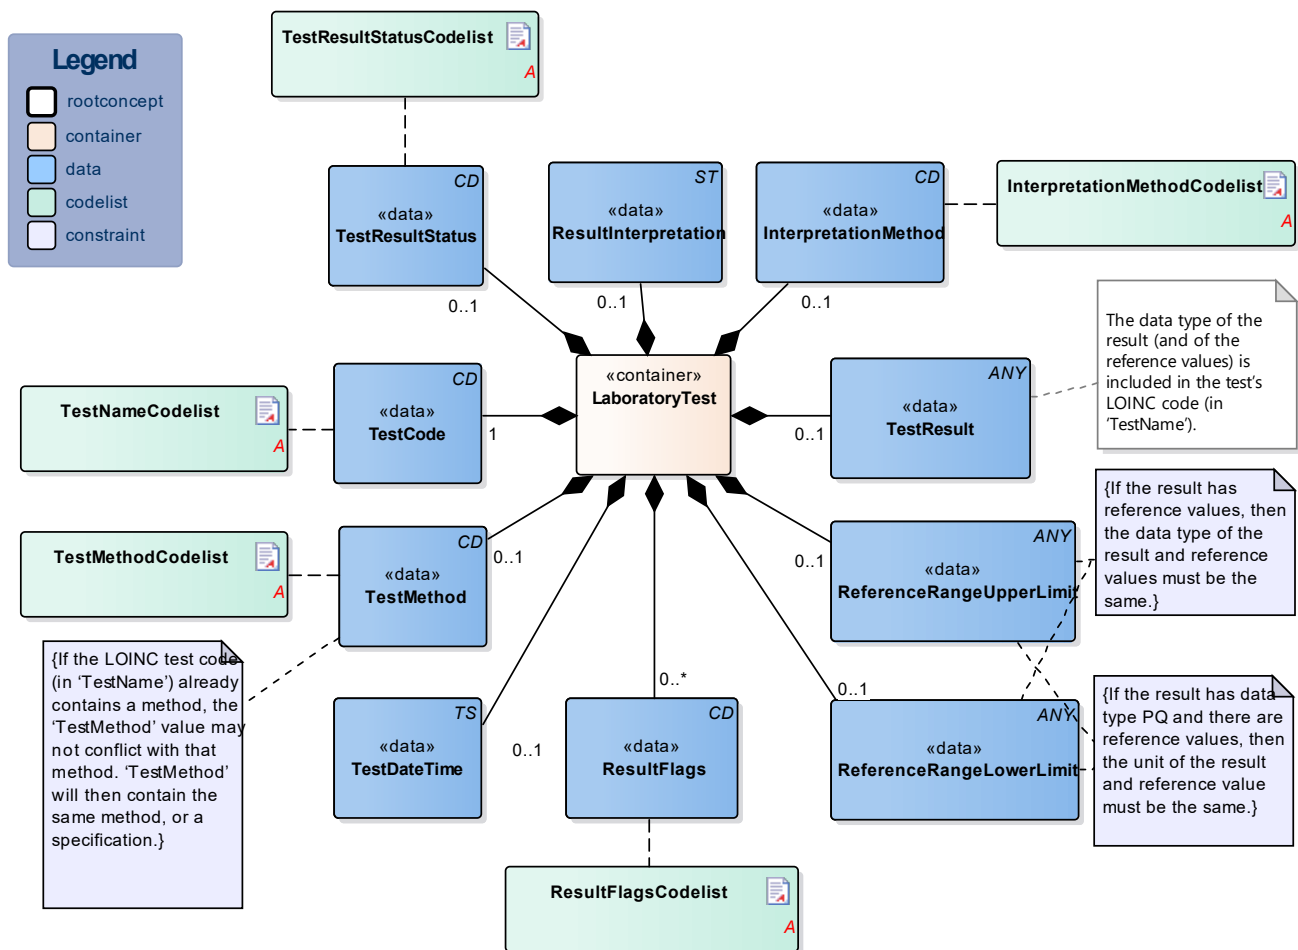 TestResultStatusCodelist
A
Legend
rootconcept
container
data
codelist
constraint
CD
«data»
TestResultStatus
0..1
ST
«data»
ResultInterpretation
0..1
CD
«data»
InterpretationMethod
0..1
InterpretationMethodCodelist
A
The data type of the
result (and of the
reference values) is
included in the test's
LOINC code (in
‘TestName’).
«container»
LaboratoryTest
TestNameCodelist
A
CD
«data»
TestCode
1
ANY
«data»
TestResult
0..1
{If the result has
reference values, then
the data type of the
result and reference
values must be the
same.}
TestMethodCodelist
A
CD
«data»
TestMethod
0..1
ANY
«data»
ReferenceRangeUpperLimit
0..1
{If the LOINC test code
(in ‘TestName’) already
contains a method, the
‘TestMethod’ value may
not conflict with that
method. ‘TestMethod’
will then contain the
same method, or a
specification.}
TS
«data»
TestDateTime
0..1
0..*
CD
«data»
ResultFlags
0..1
ANY
«data»
ReferenceRangeLowerLimit
{If the result has data
type PQ and there are
reference values, then
the unit of the result
and reference value
must be the same.}
ResultFlagsCodelist
A